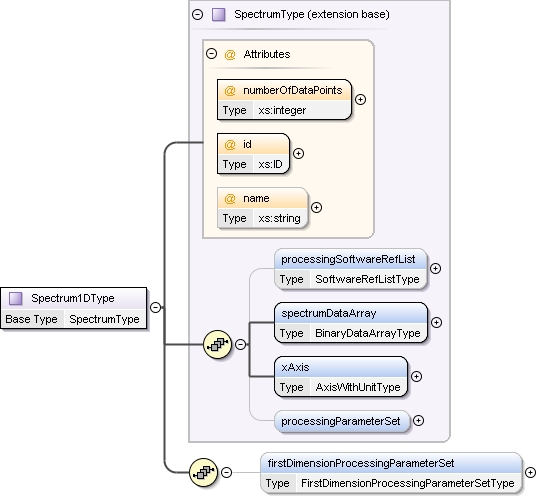 SpectrumType (extension base)
@ Attributes
@ numberOfDataPoints
Type xs:integer
@ id
Type xs:ID
@ name
Type xs:string
processingSoftwareRefList
Type SoftwareRefListType
Spectrum1DType
Base Type SpectrumType
spectrumDataArray
Type BinaryDataArrayType
xAxis
Type AxisWithUnitType
processingParameterSet
firstDimensionProcessingParameterSet
Type FirstDimensionProcessingParameterSetType